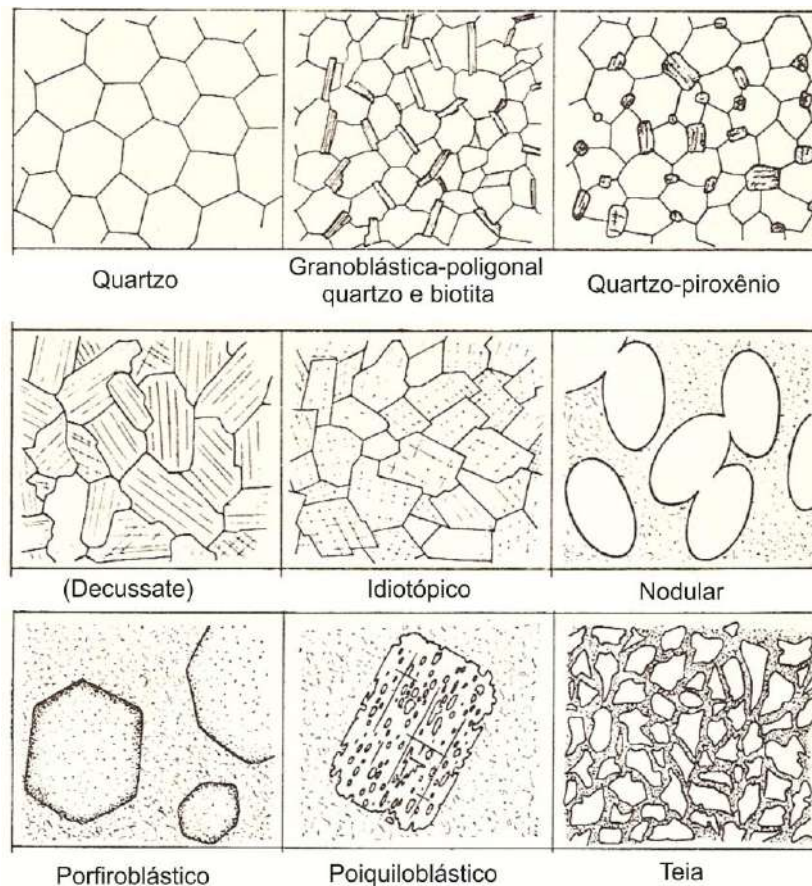 Quartzo
Granoblástica-poligonal
quartzo e biotita
Quartzo-piroxênio
(Decussate)
Idiotópico
Nodular
Porfiroblástico
Poiquiloblástico
Teia